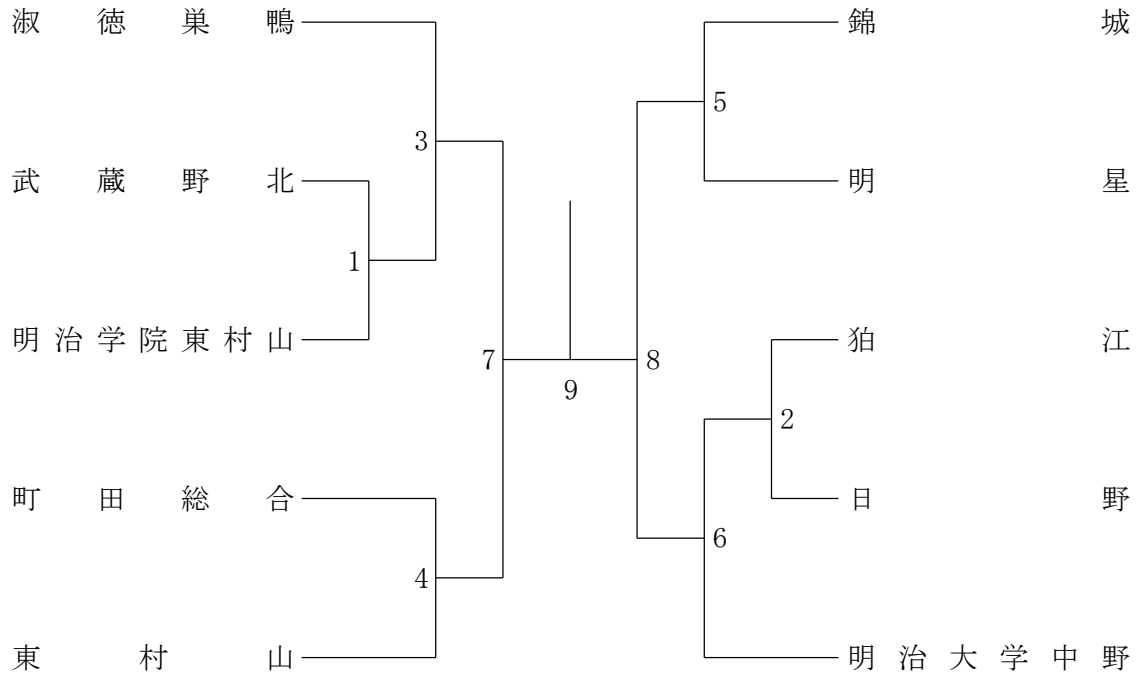 淑徳巣鴨
錦城
5
3
武蔵野北
明星
1
明治学院東村山
狛江
7
8
9
2
町田総合
日野
6
4
東村山
明治大学中野